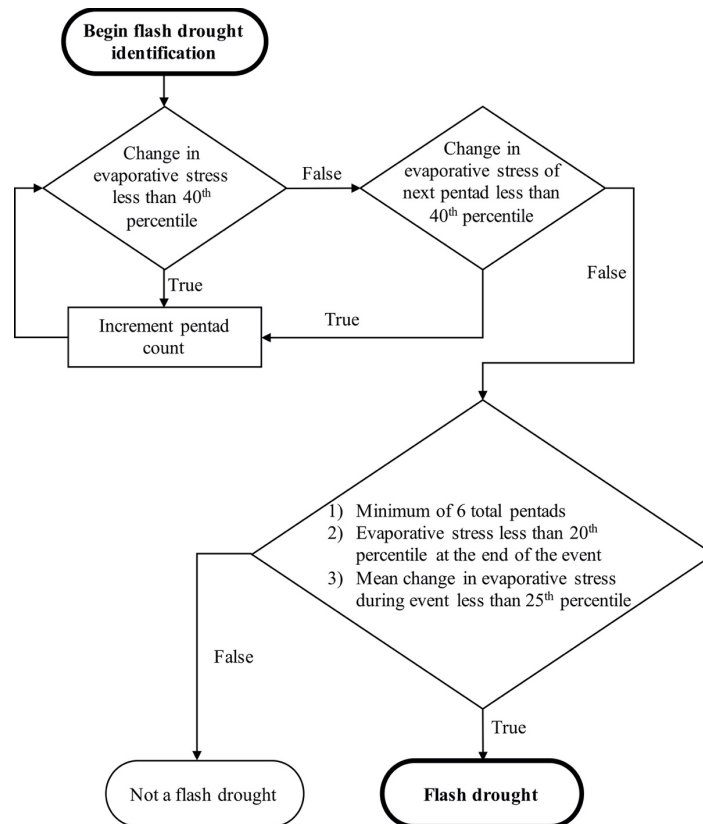 Begin flash drought
identification
Change in
evaporative stress
less than 40th
percentile
False
Change in
evaporative stress of
next pentad less than
40th percentile
False
True
Increment pentad
count
True
1) Minimum of 6 total pentads
2) Evaporative stress less than 20th
percentile at the end of the event
3) Mean change in evaporative stress
during event less than 25th percentile
False
True
Not a flash drought
Flash drought